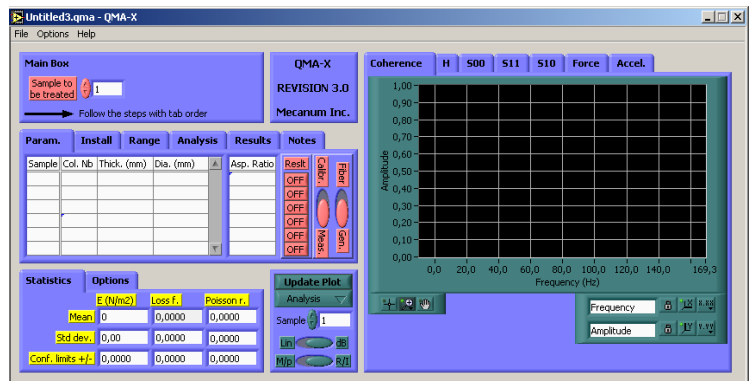 Untitled3.qma - QMA-X
File Options Help
Main Box
Sample to
be treated
1
Follow the steps with tab order
QMA-X
REVISION 3.0
Mecanum Inc.
Param. Install Range Analysis Results Notes
Sample Col. Nb Thick. (mm) Dia. (mm) Asp. Ratio Reslt
OFF
OFF
OFF
OFF
OFF
OFF
Calibr.
Meas.
Fiber
Gen.
Statistics Options
E (N/m2) Loss f. Poisson r.
Mean 0 0,0000 0,0000
Std dev. 0,00 0,0000 0,0000
Conf. limits +/- 0,0000 0,0000 0,0000
Update Plot
Analysis
Sample 1
Lin dB
M/p R/I
Coherence H S00 S11 S10 Force Accel.
1,00
0,90
0,80
0,70
0,60
0,50
0,40
0,30
0,20
0,10
0,00
Amplitude
0,0 20,0 40,0 60,0 80,0 100,0 120,0 140,0 169,3
Frequency (Hz)
Frequency X X.XX
Amplitude Y Y.YY